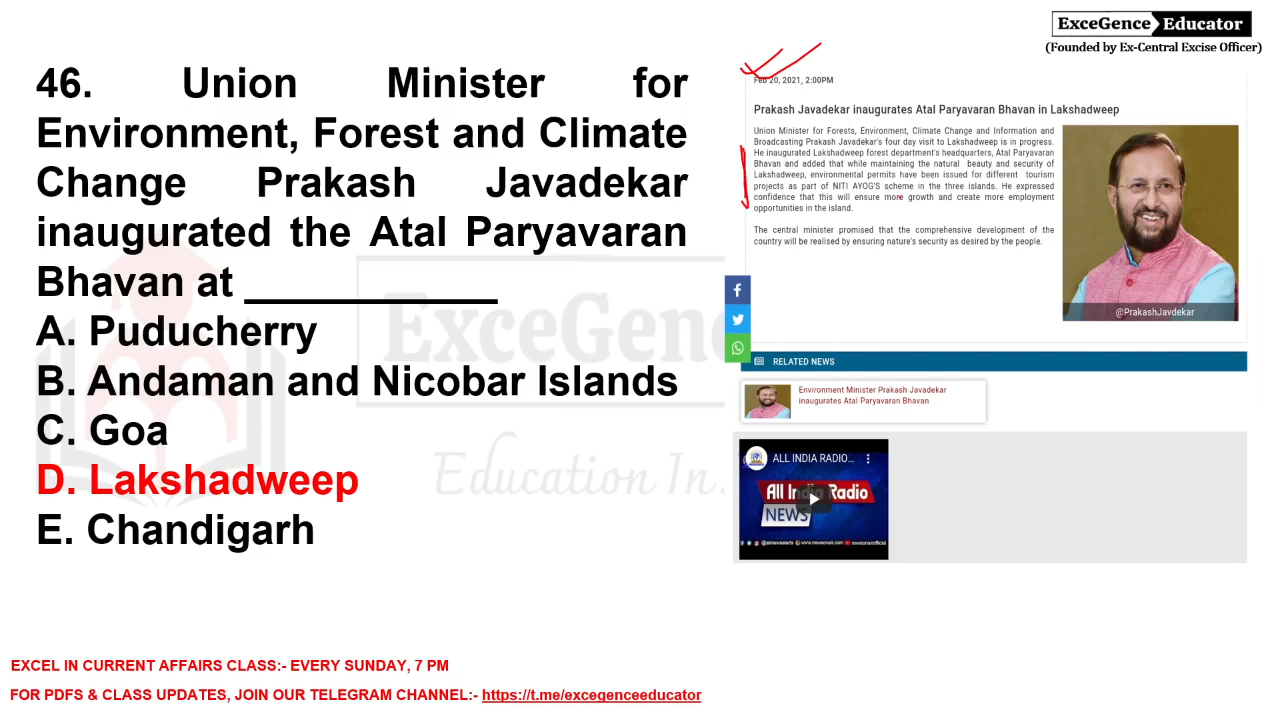 ExceGence Educator
(Founded by Ex-Central Excise Officer)
46. Union Minister for
Environment, Forest and Climate
Change Prakash Javadekar
inaugurated the Atal Paryavaran
Bhavan at ___________
A. Puducherry
B. Andaman and Nicobar Islands
C. Goa
D. Lakshadweep
E. Chandigarh
Feb 20, 2021, 2:00PM
Prakash Javadekar inaugurates Atal Paryavaran Bhavan in Lakshadweep
Union Minister for Forests, Environment, Climate Change and Information and
Broadcasting Prakash Javadekar's four day visit to Lakshadweep is in progress.
He inaugurated Lakshadweep forest department's headquarters, Atal Paryavaran
Bhavan and added that while maintaining the natural beauty and security of
Lakshadweep, environmental permits have been issued for different tourism
projects as part of NITI AYOG'S scheme in the three islands. He expressed
confidence that this will ensure more growth and create more employment
opportunities in the island.
The central minister promised that the comprehensive development of the
country will be realised by ensuring nature's security as desired by the people.
@PrakashJavdekar
RELATED NEWS
Environment Minister Prakash Javadekar
inaugurates Atal Paryavaran Bhavan
ALL INDIA RADIO...
All India Radio
NEWS
@airnewsalerts www.newsonair.com newsonairofficial
ExceGence
Education In
EXCEL IN CURRENT AFFAIRS CLASS:- EVERY SUNDAY, 7 PM
FOR PDFS & CLASS UPDATES, JOIN OUR TELEGRAM CHANNEL:- https://t.me/excegenceeducator